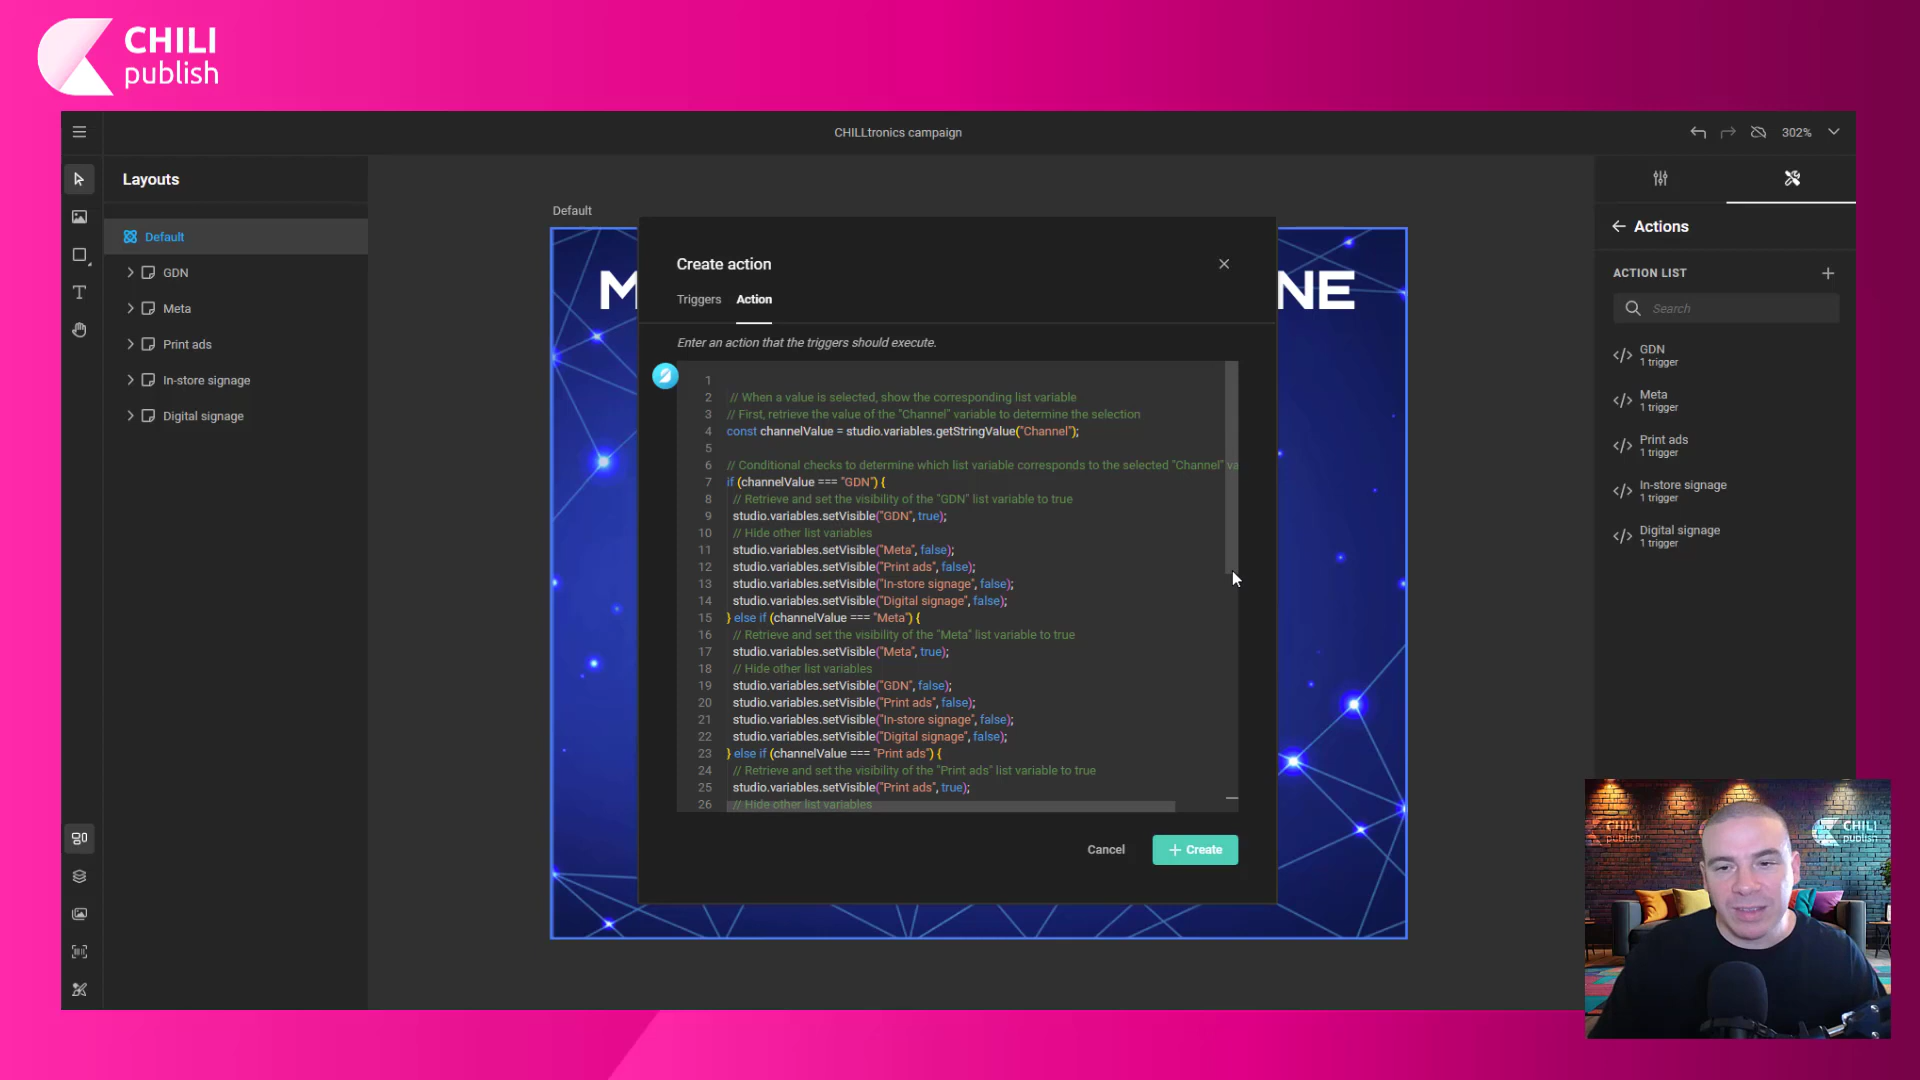 CHILI
publish
CHILLtronics campaign
302%
Layouts
Default
GDN
Meta
Print ads
In-store signage
Digital signage
Default
M
NE
Create action
Triggers
Action
Enter an action that the triggers should execute.
1
2 // When a value is selected, show the corresponding list variable
3 // First, retrieve the value of the "Channel" variable to determine the selection
4 const channelValue = studio.variables.getStringValue("Channel");
5
6 // Conditional checks to determine which list variable corresponds to the selected "Channel" va
7 if (channelValue === "GDN") {
8 // Retrieve and set the visibility of the "GDN" list variable to true
9 studio.variables.setVisible("GDN", true);
10 // Hide other list variables
11 studio.variables.setVisible("Meta", false);
12 studio.variables.setVisible("Print ads", false);
13 studio.variables.setVisible("In-store signage", false);
14 studio.variables.setVisible("Digital signage", false);
15 } else if (channelValue === "Meta") {
16 // Retrieve and set the visibility of the "Meta" list variable to true
17 studio.variables.setVisible("Meta", true);
18 // Hide other list variables
19 studio.variables.setVisible("GDN", false);
20 studio.variables.setVisible("Print ads", false);
21 studio.variables.setVisible("In-store signage", false);
22 studio.variables.setVisible("Digital signage", false);
23 } else if (channelValue === "Print ads") {
24 // Retrieve and set the visibility of the "Print ads" list variable to true
25 studio.variables.setVisible("Print ads", true);
26 // Hide other list variables
Cancel
+ Create
Actions
ACTION LIST
Search
GDN
1 trigger
Meta
1 trigger
Print ads
1 trigger
In-store signage
1 trigger
Digital signage
1 trigger
CHILI
publish
CHILI
publish